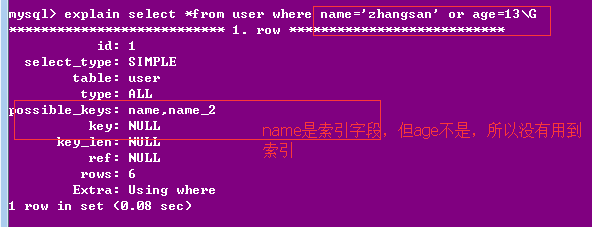 mysql> explain select *from user where name='zhangsan' or age=13\G
*************************** 1. row ***************************
id: 1
select_type: SIMPLE
table: user
type: ALL
possible_keys: name,name_2
key: NULL
key_len: NULL
ref: NULL
rows: 6
Extra: Using where
1 row in set (0.08 sec)
name是索引字段，但age不是，所以没有用到
索引